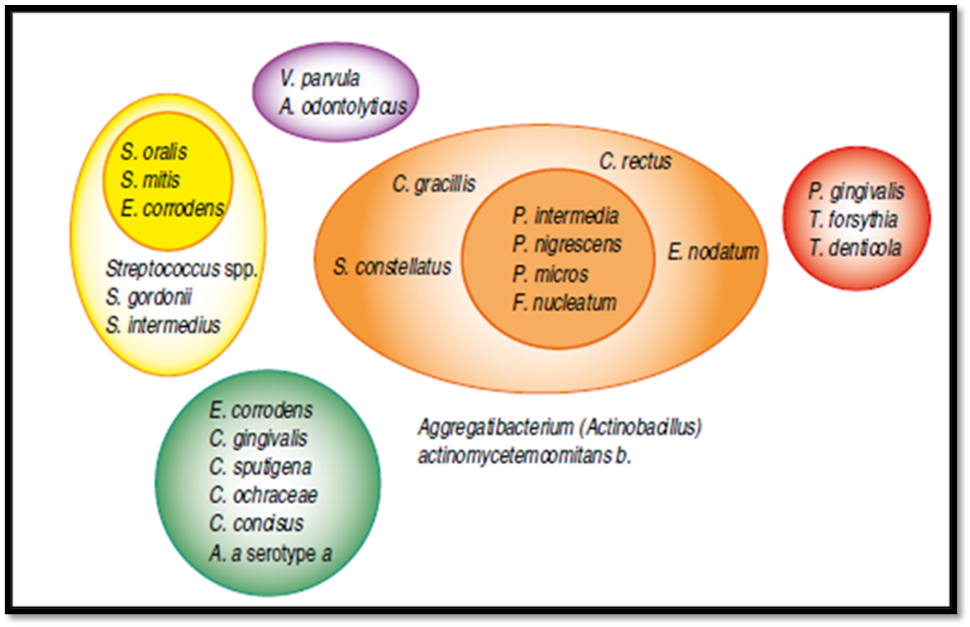 V. parvula
A. odontolyticus
S. oralis
S. mitis
E. corrodens
Streptococcus spp.
S. gordonii
S. intermedius
C. gracillis
C. rectus
S. constellatus
P. intermedia
P. nigrescens
P. micros
F. nucleatum
E. nodatum
P. gingivalis
T. forsythia
T. denticola
E. corrodens
C. gingivalis
C. sputigena
C. ochraceae
C. concisus
A. a serotype a
Aggregatibacterium (Actinobacillus)
actinomycetemcomitans b.